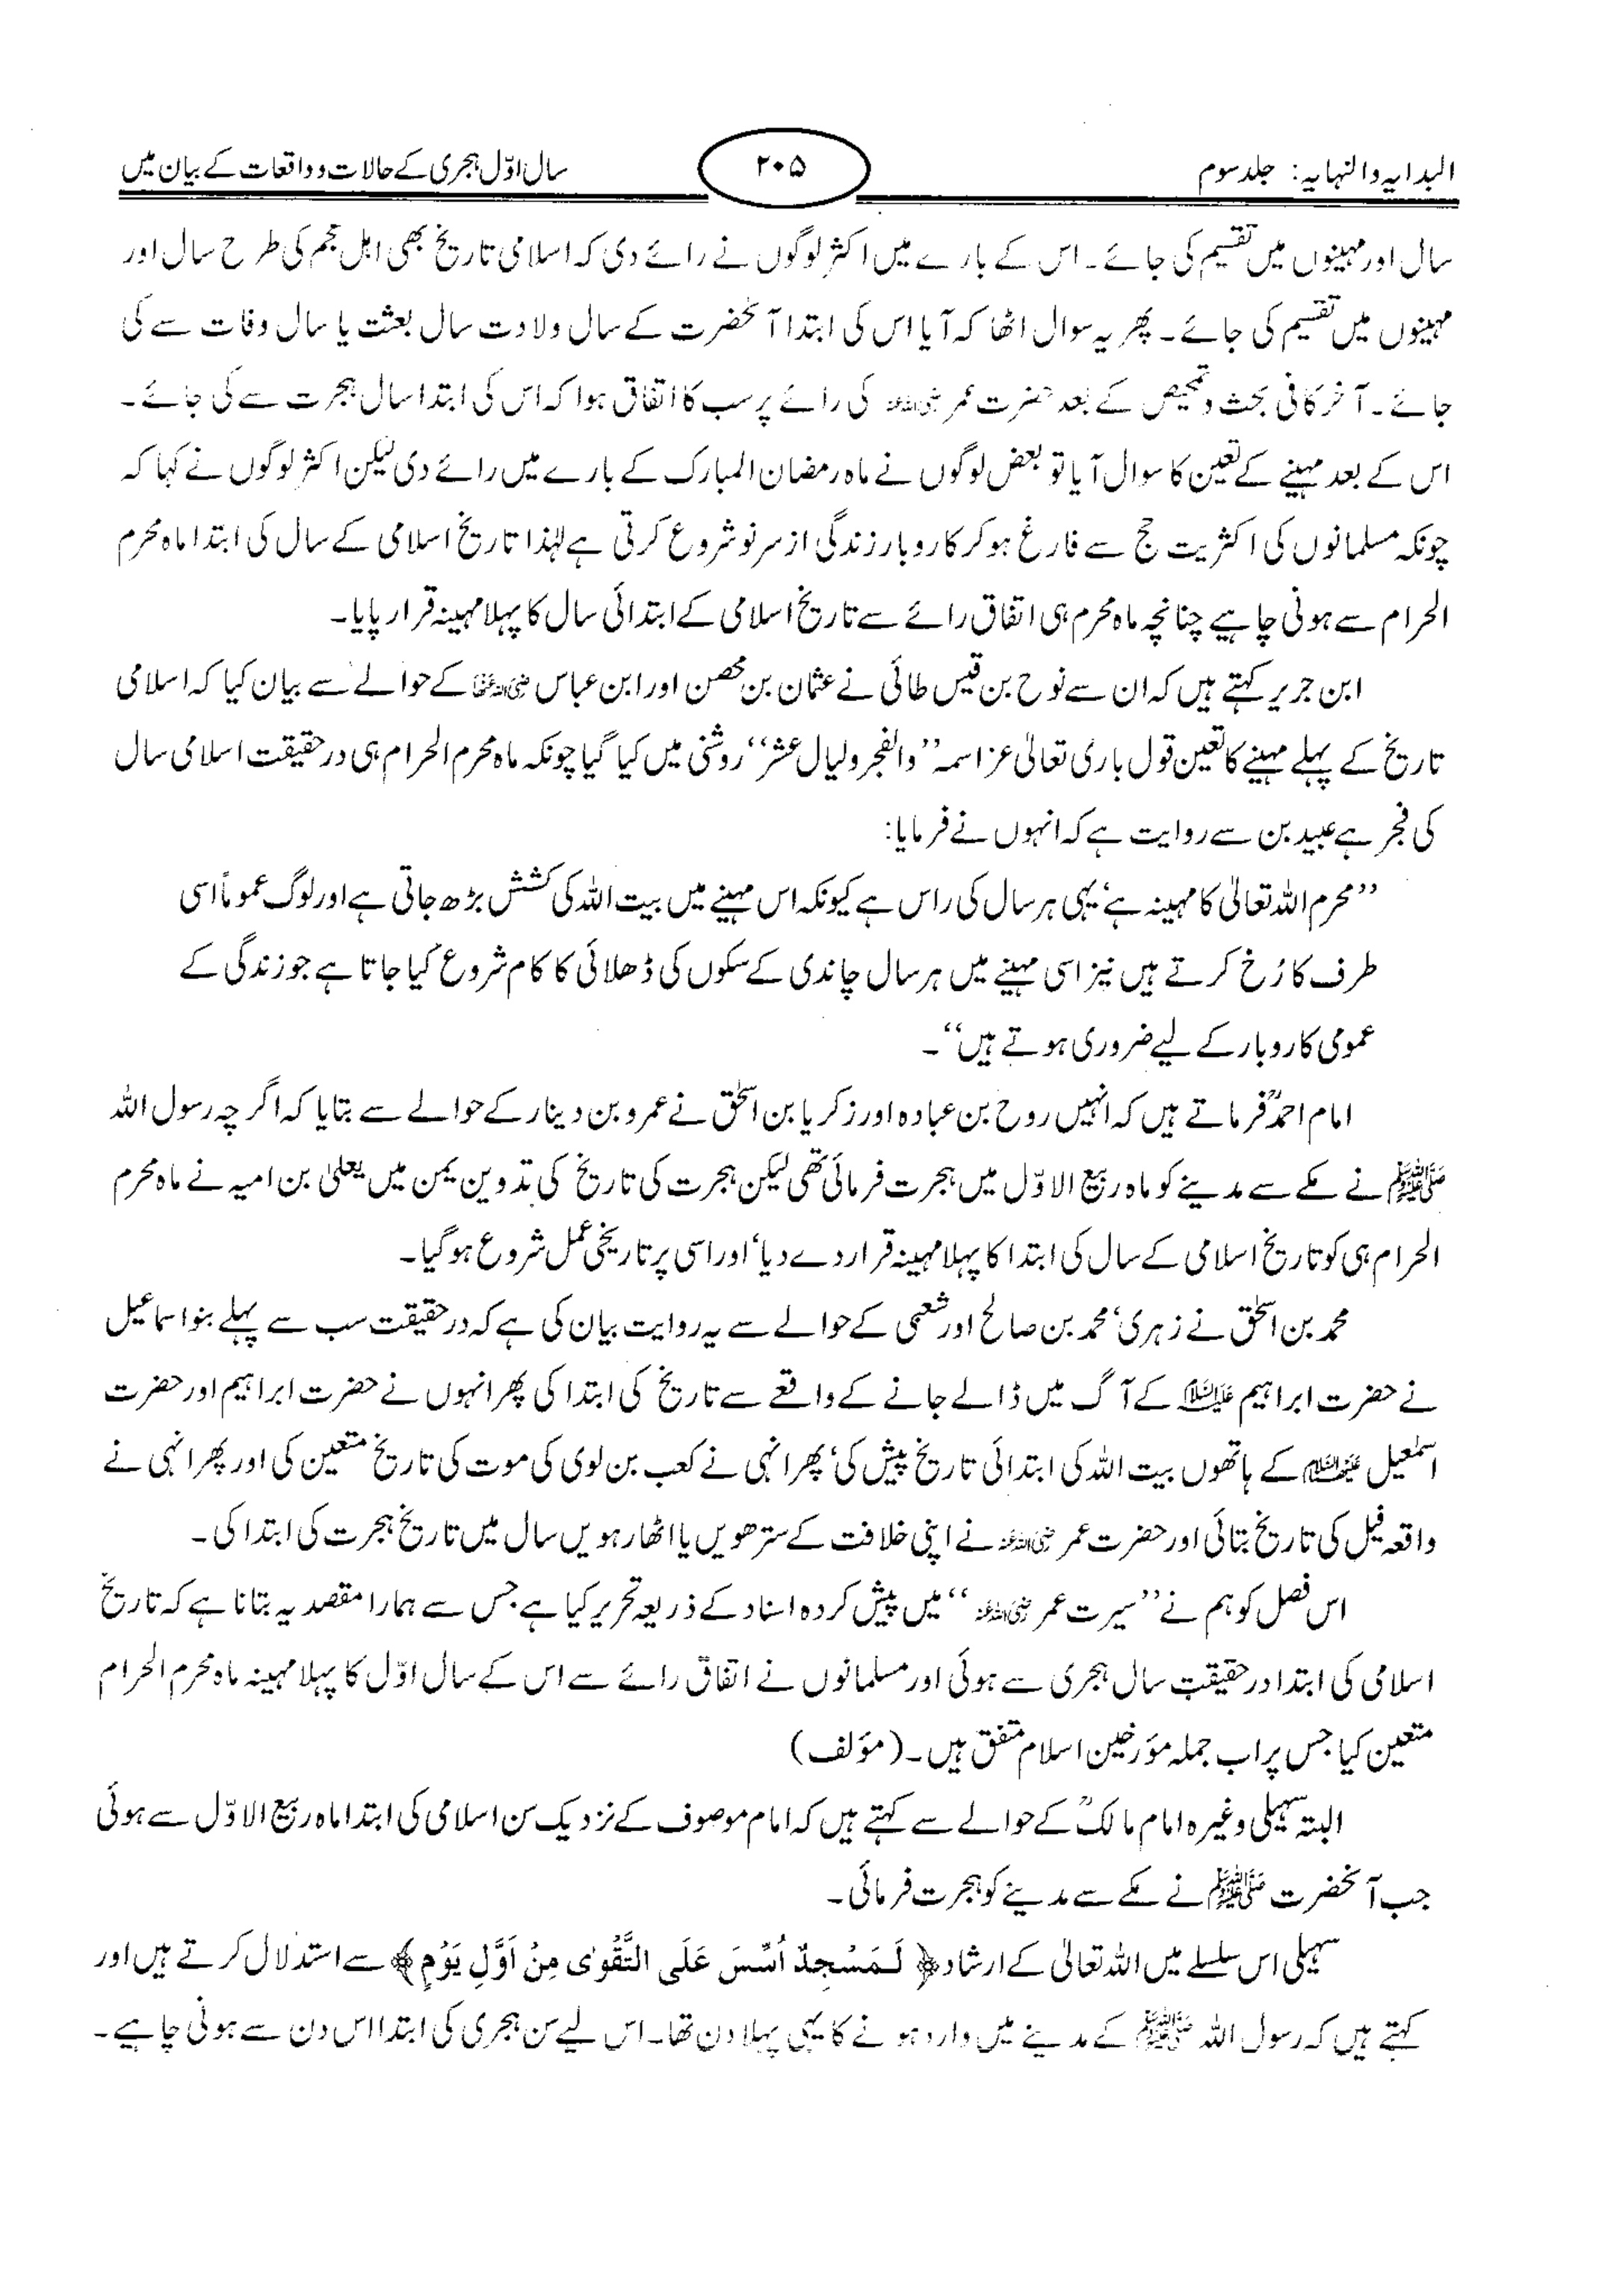 البدایہ والنہایہ: جلد سوم ۲۰۵ سال اوّل ہجری کے حالات و واقعات کے بیان میں
سال اور مہینوں میں تقسیم کی جائے۔ اس کے بارے میں اکثر لوگوں نے رائے دی کہ اسلامی تاریخ بھی اہل عجم کی طرح سال اور
مہینوں میں تقسیم کی جائے۔ پھر یہ سوال اٹھا کہ آیا اس کی ابتدا آنحضرت کے سال ولادت سال بعثت یا سال وفات سے کی
جائے۔ آخر کافی بحث و تمحیص کے بعد حضرت عمر رضی اللہ عنہ کی رائے پر سب کا اتفاق ہوا کہ اس کی ابتدا سال ہجرت سے کی جائے۔
اس کے بعد مہینے کے تعین کا سوال آیا تو بعض لوگوں نے ماہ رمضان المبارک کے بارے میں رائے دی لیکن اکثر لوگوں نے کہا کہ
چونکہ مسلمانوں کی اکثریت حج سے فارغ ہو کر کاروبار زندگی از سر نو شروع کرتی ہے لہٰذا تاریخ اسلامی کے سال کی ابتدا ماہ محرم
الحرام سے ہونی چاہیے چنانچہ ماہ محرم ہی اتفاق رائے سے تاریخ اسلامی کے ابتدائی سال کا پہلا مہینہ قرار پایا۔
ابن جریر کہتے ہیں کہ ان سے نوح بن قیس طائی نے عثمان بن محصن اور ابن عباس رضی اللہ عنہما کے حوالے سے بیان کیا کہ اسلامی
تاریخ کے پہلے مہینے کا تعین قول باری تعالیٰ عز اسمہ ’’والفجر ولیال عشر‘‘ روشنی میں کیا گیا چونکہ ماہ محرم الحرام ہی در حقیقت اسلامی سال
کی فجر ہے عبید بن سے روایت ہے کہ انہوں نے فرمایا:
’’محرم اللہ تعالیٰ کا مہینہ ہے‘ یہی ہر سال کی راس ہے کیونکہ اس مہینے میں بیت اللہ کی کشش بڑھ جاتی ہے اور لوگ عموماً اسی
طرف کا رُخ کرتے ہیں نیز اسی مہینے میں ہر سال چاندی کے سکوں کی ڈھلائی کا کام شروع کیا جاتا ہے جو زندگی کے
عمومی کاروبار کے لیے ضروری ہوتے ہیں‘‘۔
امام احمدؒ فرماتے ہیں کہ انہیں روح بن عبادہ اور زکریا بن اسحٰق نے عمرو بن دینار کے حوالے سے بتایا کہ اگرچہ رسول اللہ
ﷺ نے مکے سے مدینے کو ماہ ربیع الاوّل میں ہجرت فرمائی تھی لیکن ہجرت کی تاریخ کی تدوین یمن میں یعلیٰ بن امیہ نے ماہ محرم
الحرام ہی کو تاریخ اسلامی کے سال کی ابتدا کا پہلا مہینہ قرار دے دیا‘ اور اسی پر تاریخی عمل شروع ہو گیا۔
محمد بن اسحٰق نے زہری‘ محمد بن صالح اور شعبی کے حوالے سے یہ روایت بیان کی ہے کہ در حقیقت سب سے پہلے بنو اسماعیل
نے حضرت ابراہیم علیہ السلام کے آگ میں ڈالے جانے کے واقعے سے تاریخ کی ابتدا کی پھر انہوں نے حضرت ابراہیم اور حضرت
اسمٰعیل علیہما السلام کے ہاتھوں بیت اللہ کی ابتدائی تاریخ پیش کی‘ پھر انہی نے کعب بن لوی کی موت کی تاریخ متعین کی اور پھر انہی نے
واقعہ فیل کی تاریخ بتائی اور حضرت عمر رضی اللہ عنہ نے اپنی خلافت کے سترھویں یا اٹھارہویں سال میں تاریخ ہجرت کی ابتدا کی۔
اس فصل کو ہم نے ’’سیرت عمر رضی اللہ عنہ‘‘ میں پیش کردہ اسناد کے ذریعہ تحریر کیا ہے جس سے ہمارا مقصد یہ بتانا ہے کہ تاریخ
اسلامی کی ابتدا در حقیقت سال ہجری سے ہوئی اور مسلمانوں نے اتفاق رائے سے اس کے سال اوّل کا پہلا مہینہ ماہ محرم الحرام
متعین کیا جس پر اب جملہ مؤرخین اسلام متفق ہیں۔ (مؤلف)
البتہ سہیلی وغیرہ امام مالکؒ کے حوالے سے کہتے ہیں کہ امام موصوف کے نزدیک سن اسلامی کی ابتدا ماہ ربیع الاوّل سے ہوئی
جب آنحضرت ﷺ نے مکے سے مدینے کو ہجرت فرمائی۔
سہیلی اس سلسلے میں اللہ تعالیٰ کے ارشاد ﴿لَمَسْجِدٌ اُسِّسَ عَلَى التَّقْوٰى مِنْ اَوَّلِ يَوْمٍ﴾ سے استدلال کرتے ہیں اور
کہتے ہیں کہ رسول اللہ ﷺ کے مدینے میں وارد ہونے کا یہی پہلا دن تھا۔ اس لیے سن ہجری کی ابتدا اس دن سے ہونی چاہیے۔